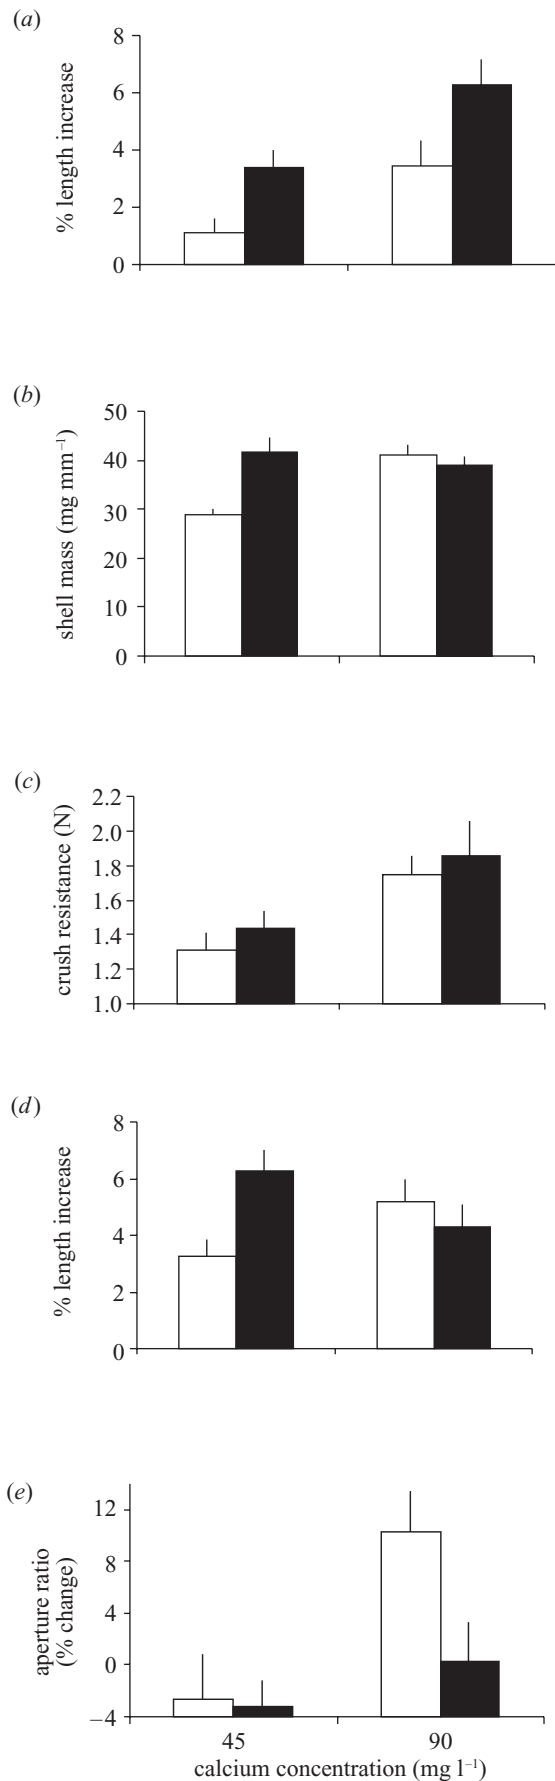 (a)
8
6
4
2
0
% length increase
(b)
50
40
30
20
10
0
shell mass (mg mm⁻¹)
(c)
2.2
2.0
1.8
1.6
1.4
1.2
1.0
crush resistance (N)
(d)
8
6
4
2
0
% length increase
(e)
12
8
4
0
−4
aperture ratio
(% change)
45 90
calcium concentration (mg l⁻¹)